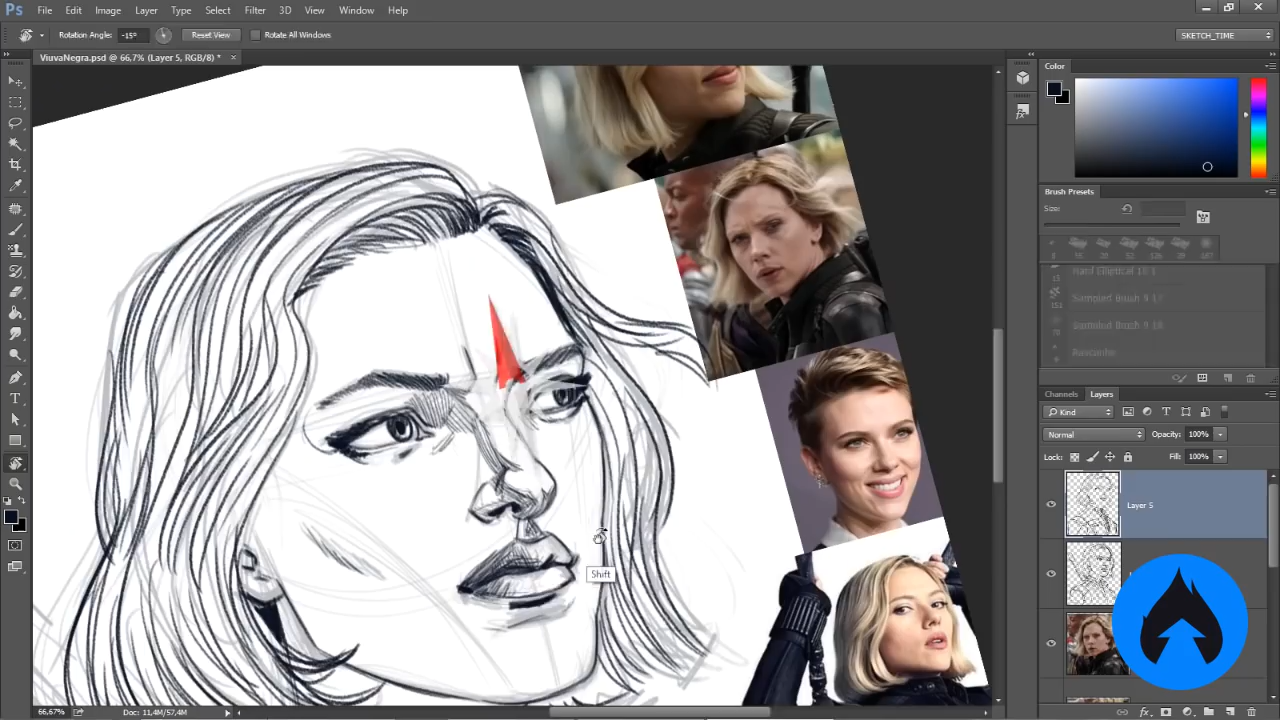 Ps File Edit Image Layer Type Select Filter 3D View Window Help
Rotation Angle: -15° Reset View Rotate All Windows SKETCH_TIME
ViuvaNegra.psd @ 66,7% (Layer 5, RGB/8) * ×
Color
Brush Presets
Size:
Hard Elliptical 18 1
Sampled Brush 9 17
Sampled Brush 9 18
Channels Layers
Kind
Normal Opacity: 100%
Lock: Fill: 100%
Layer 5
Shift
66,67% Doc: 11,4M/57,4M